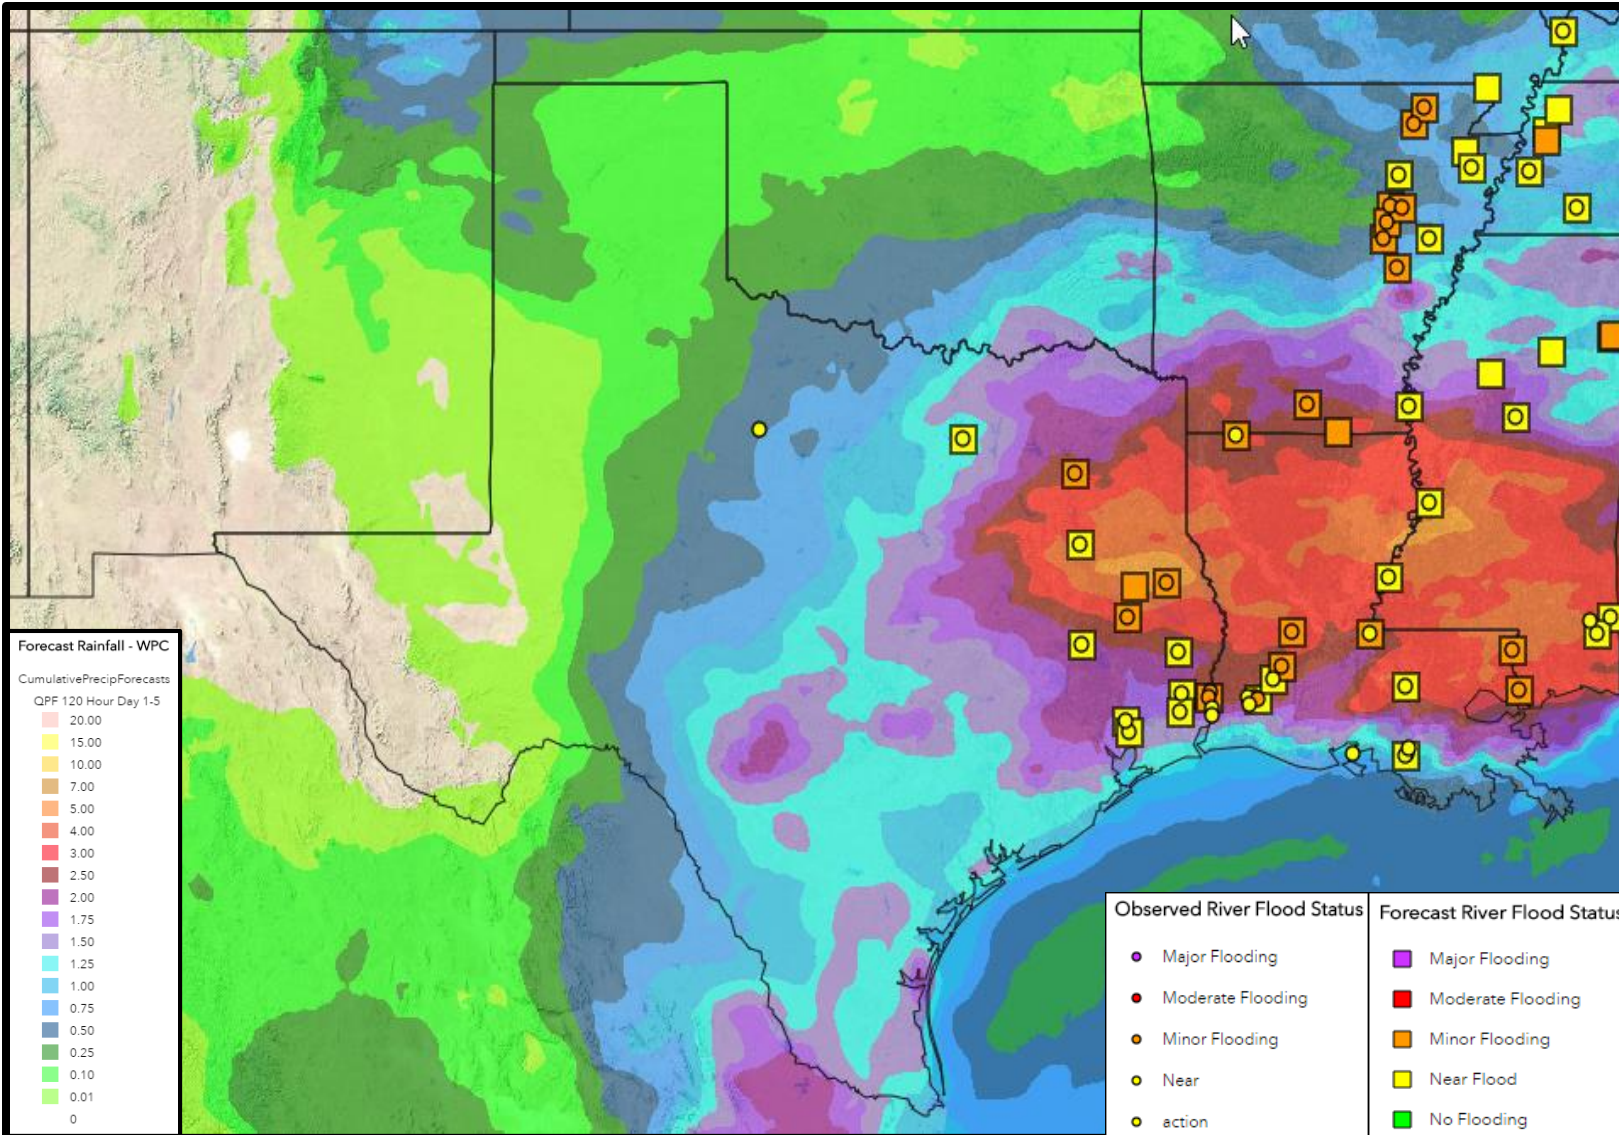 Forecast Rainfall - WPC
CumulativePrecipForecasts
QPF 120 Hour Day 1-5
20.00
15.00
10.00
7.00
5.00
4.00
3.00
2.50
2.00
1.75
1.50
1.25
1.00
0.75
0.50
0.25
0.10
0.01
0
Observed River Flood Status
Major Flooding
Moderate Flooding
Minor Flooding
Near
action
Forecast River Flood Status
Major Flooding
Moderate Flooding
Minor Flooding
Near Flood
No Flooding